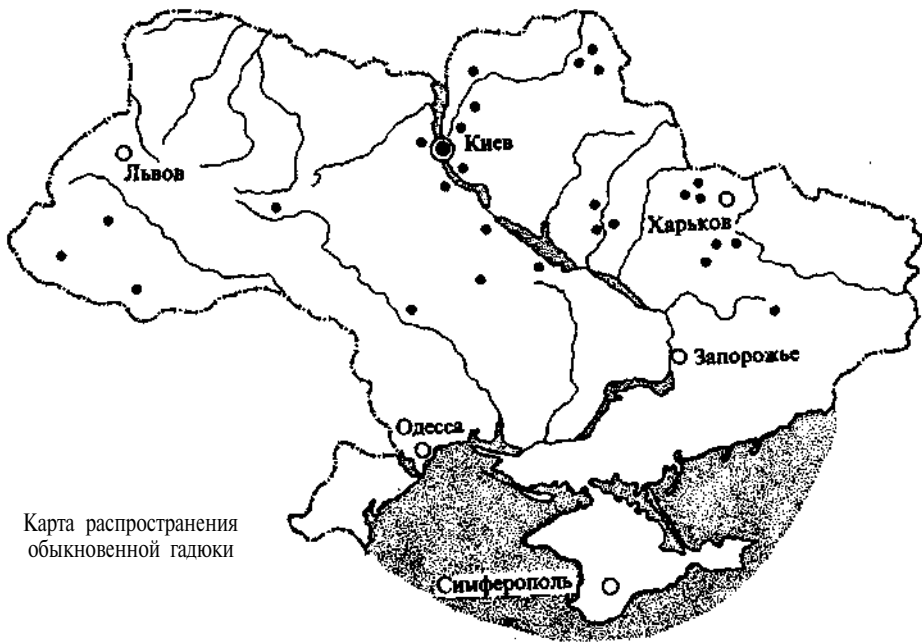 Киев
Львов
Харьков
Запорожье
Одесса
Карта распространения
обыкновенной гадюки
Симферополь